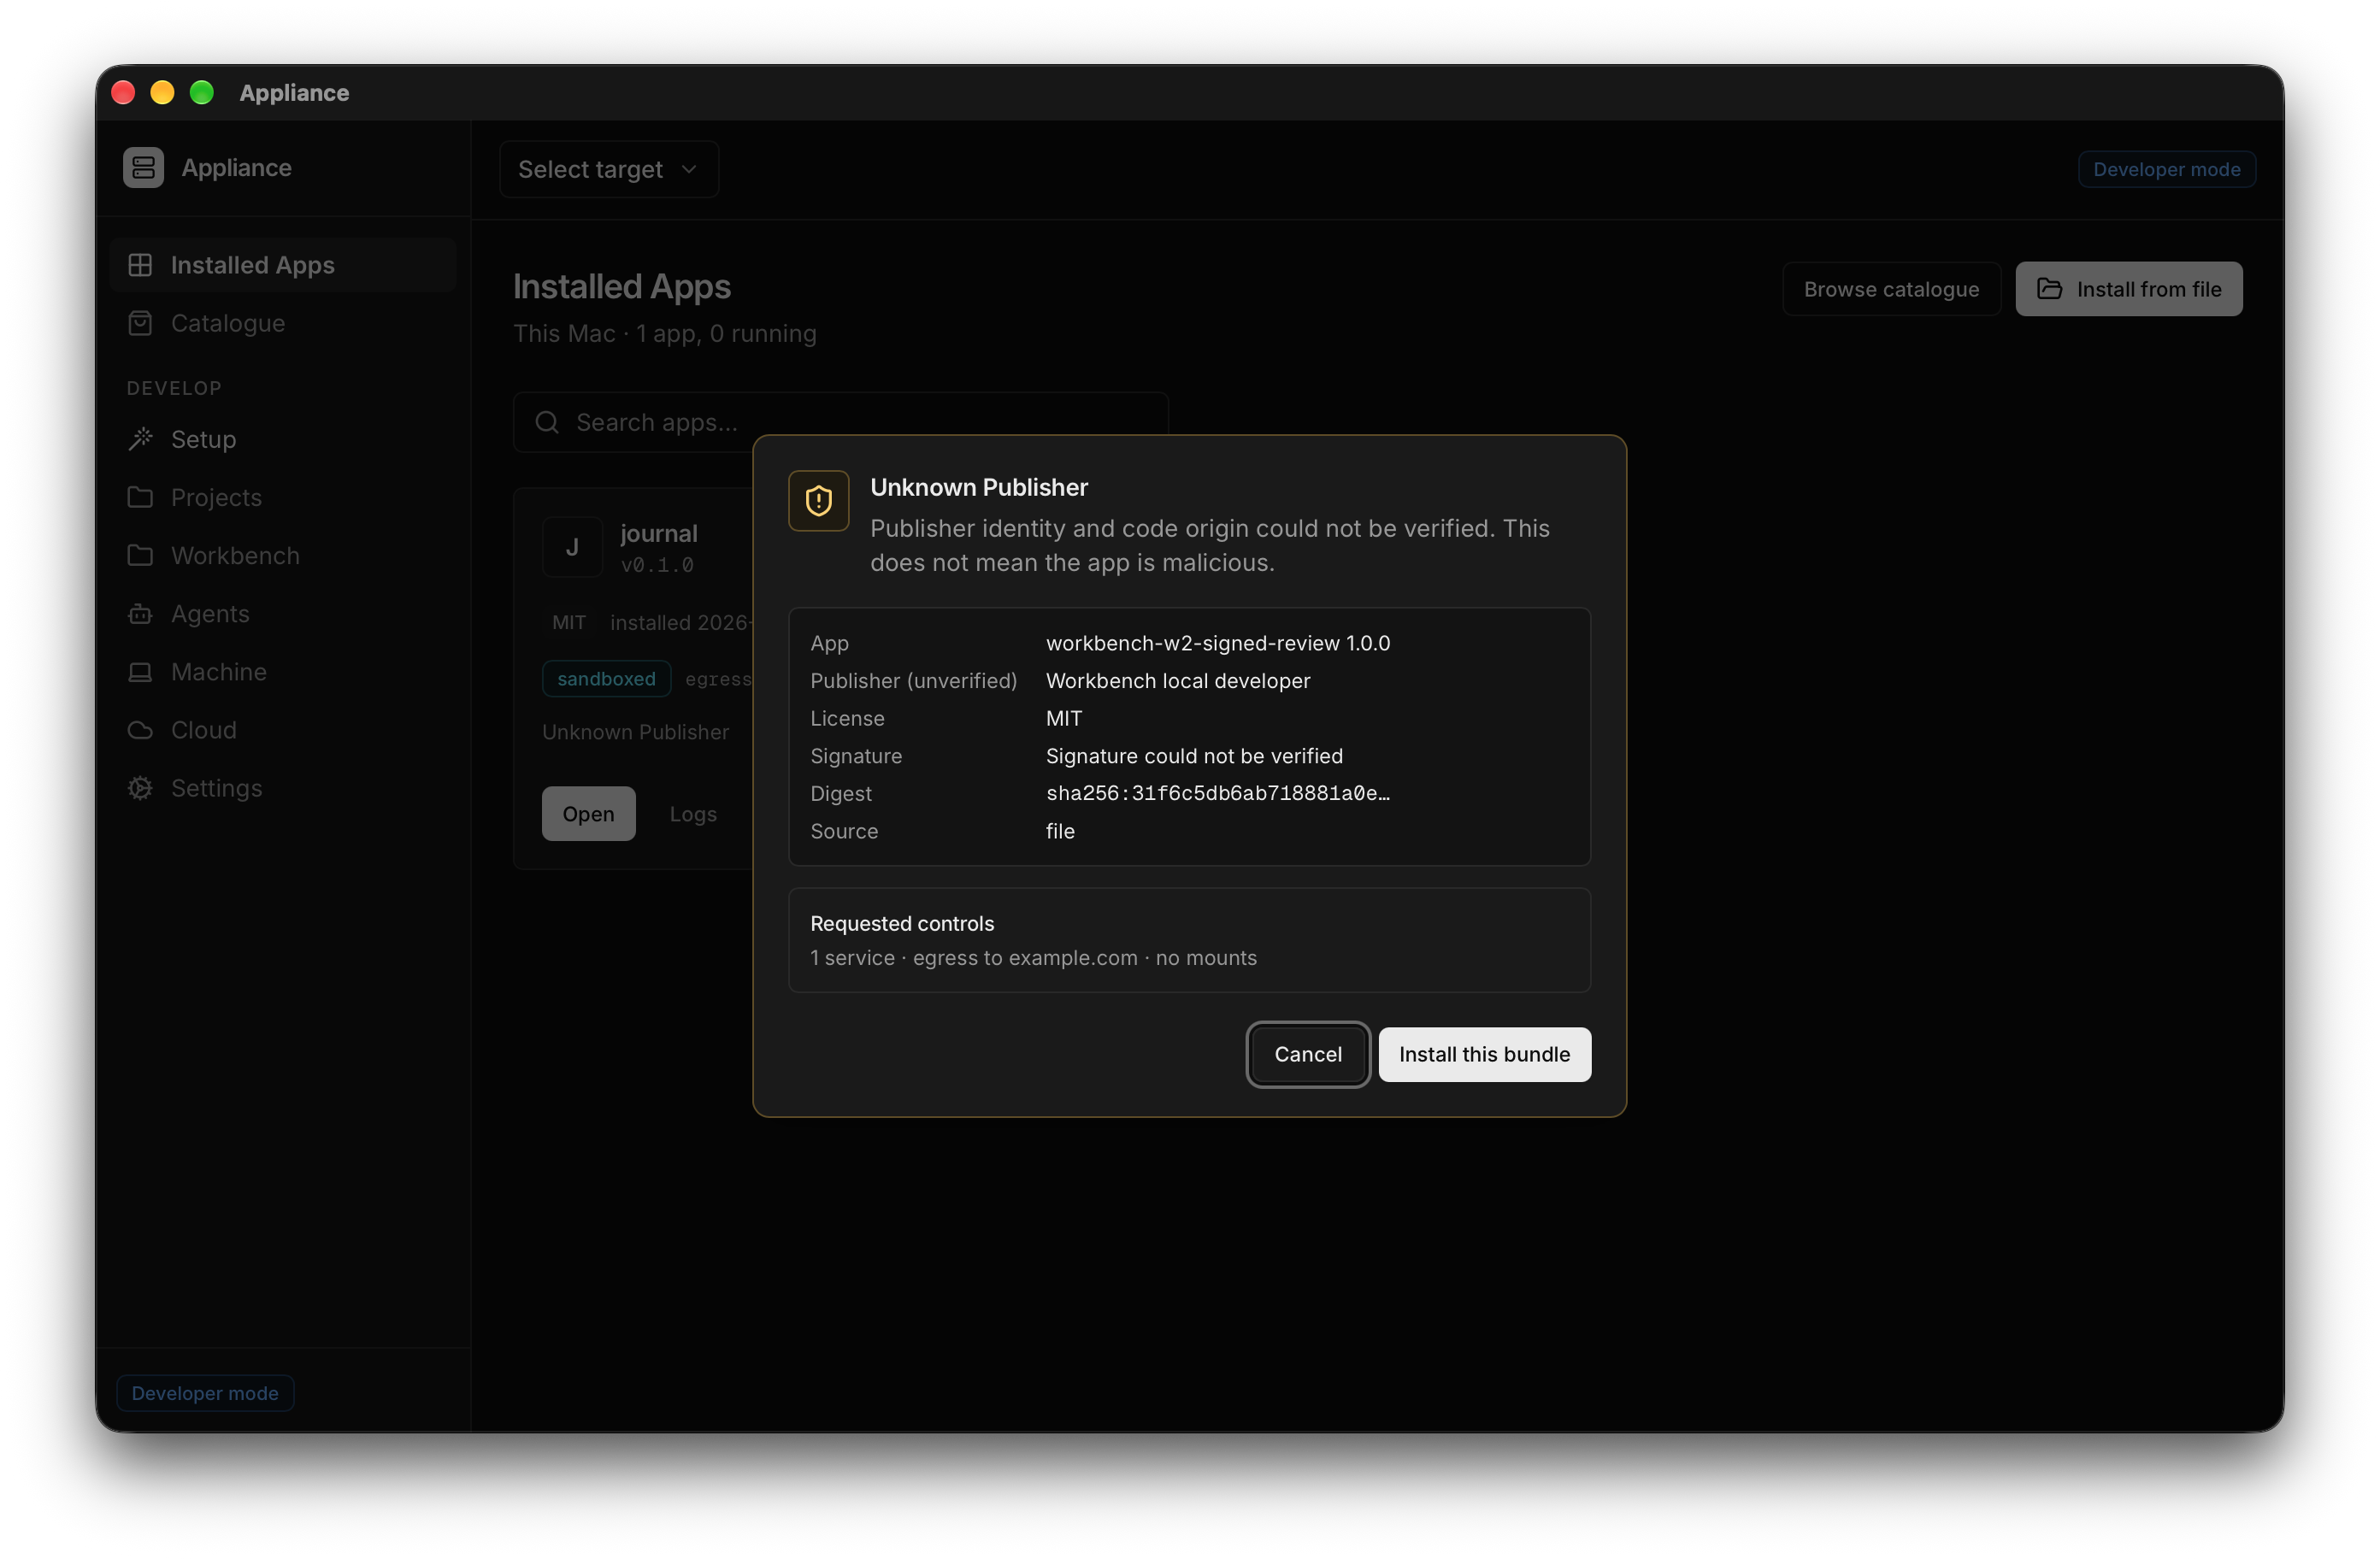 Appliance
Appliance
Select target
Developer mode
Installed Apps
Catalogue
DEVELOP
Setup
Projects
Workbench
Agents
Machine
Cloud
Settings
Developer mode
Installed Apps
This Mac · 1 app, 0 running
Browse catalogue
Install from file
Search apps...
J
journal
v0.1.0
MIT installed 2026-
sandboxed egress
Unknown Publisher
Open Logs
Unknown Publisher
Publisher identity and code origin could not be verified. This
does not mean the app is malicious.
App workbench-w2-signed-review 1.0.0
Publisher (unverified) Workbench local developer
License MIT
Signature Signature could not be verified
Digest sha256:31f6c5db6ab718881a0e…
Source file
Requested controls
1 service · egress to example.com · no mounts
Cancel Install this bundle